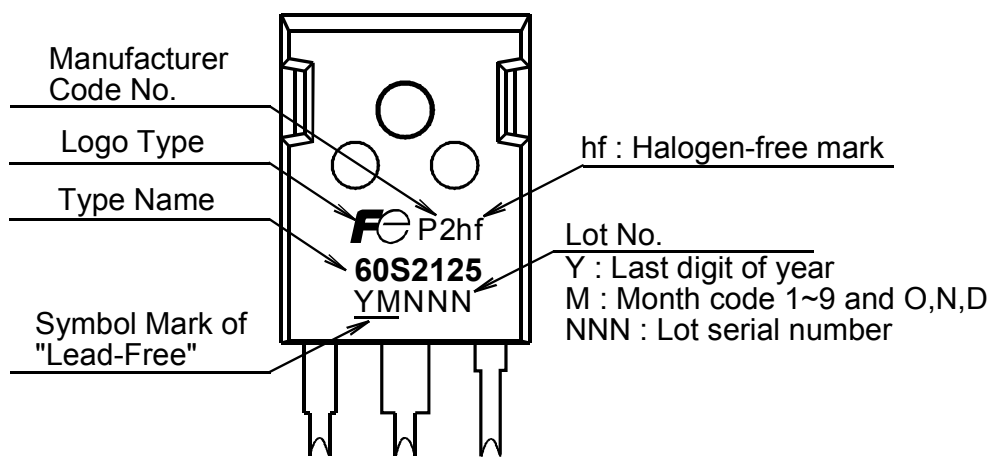 Manufacturer
Code No.
Logo Type
Type Name
Symbol Mark of
"Lead-Free"
Fe P2hf
60S2125
YMNNN
hf : Halogen-free mark
Lot No.
Y : Last digit of year
M : Month code 1~9 and O,N,D
NNN : Lot serial number